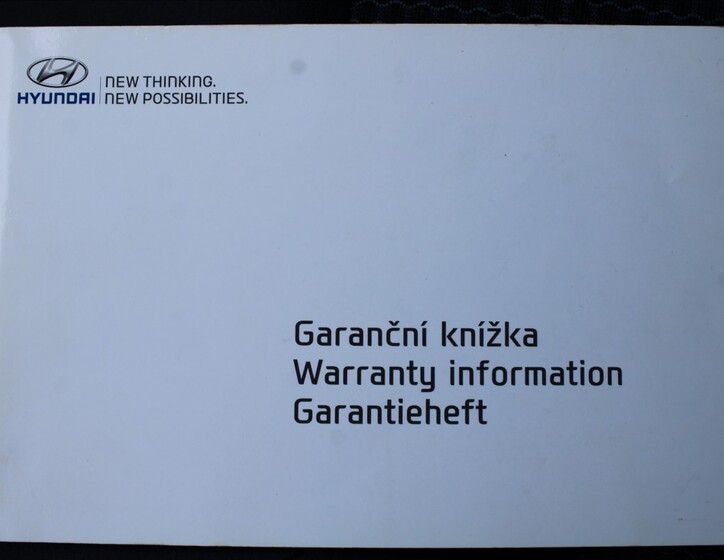 NEW THINKING.
HYUNDAI NEW POSSIBILITIES.
Garanční knížka
Warranty information
Garantieheft